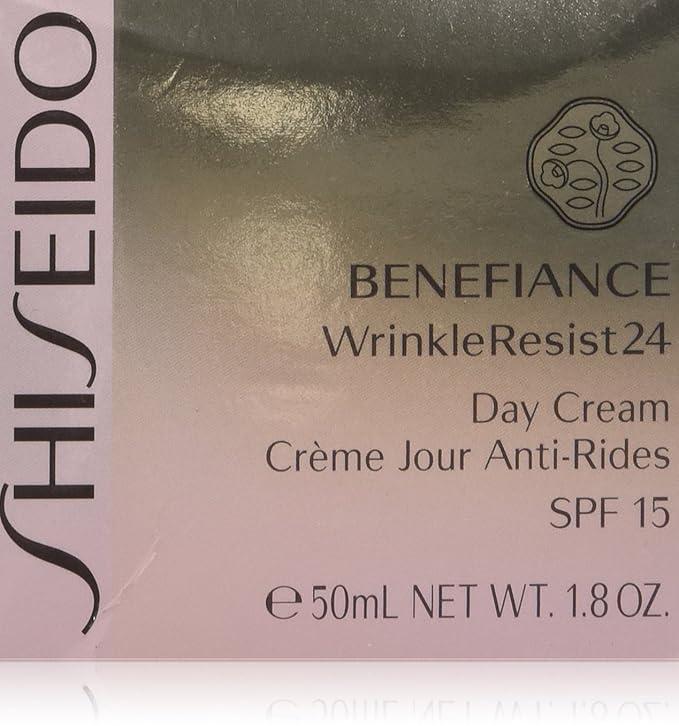 SHISEIDO
BENEFIANCE
WrinkleResist24
Day Cream
Crème Jour Anti-Rides
SPF 15
℮50mL NET WT. 1.8 OZ.